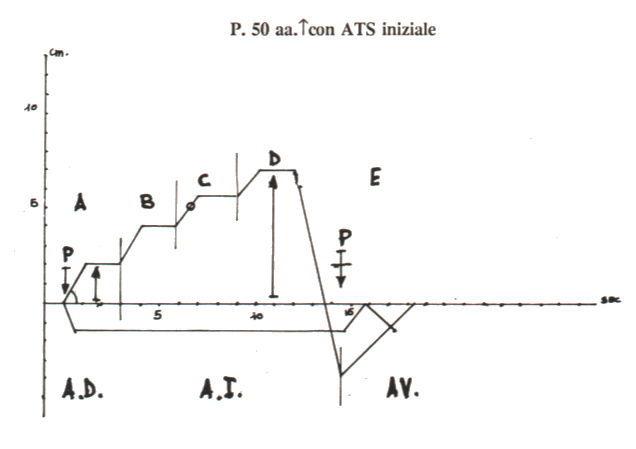 P. 50 aa.↑con ATS iniziale
cm.
10
D
C
E
5
A
B
P
P
5
10
15
sec
A.D.
A.I.
AV.